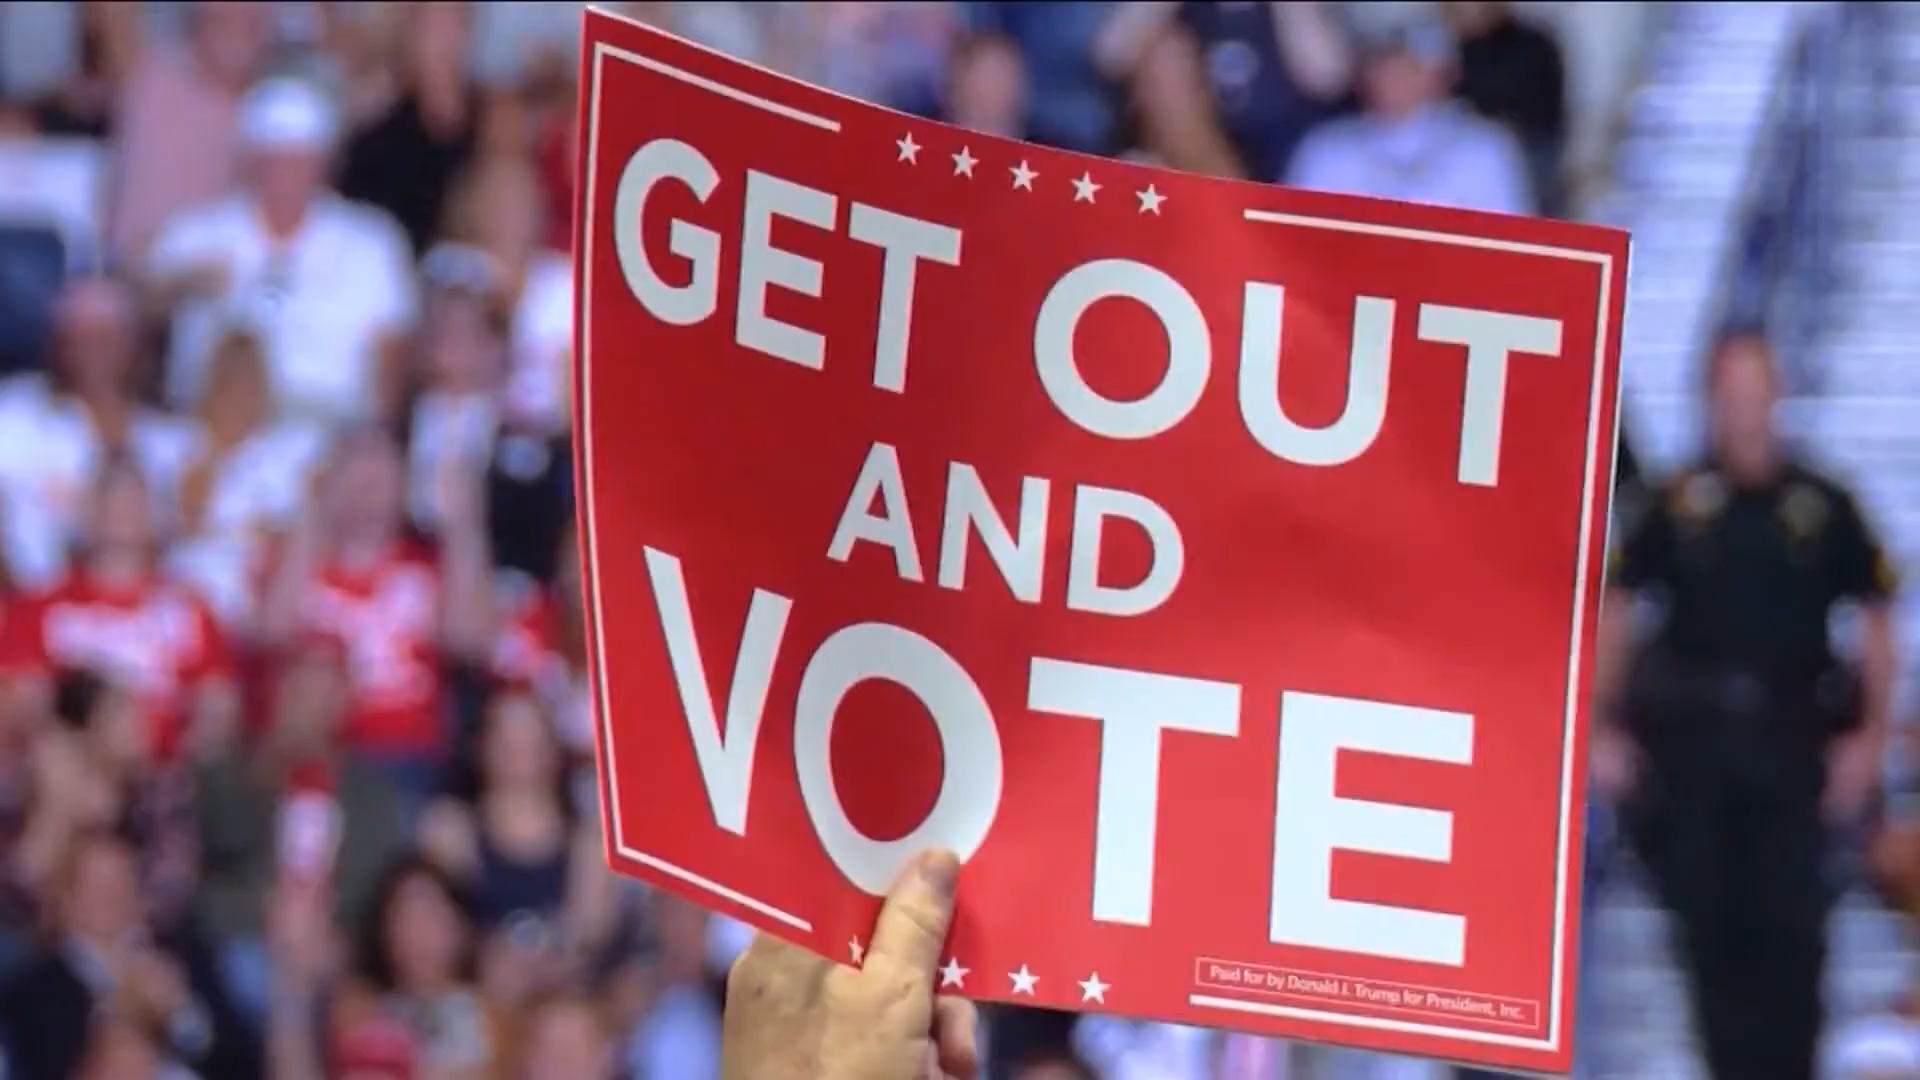 GET OUT
AND
VOTE
Paid for by Donald J. Trump for President, Inc.